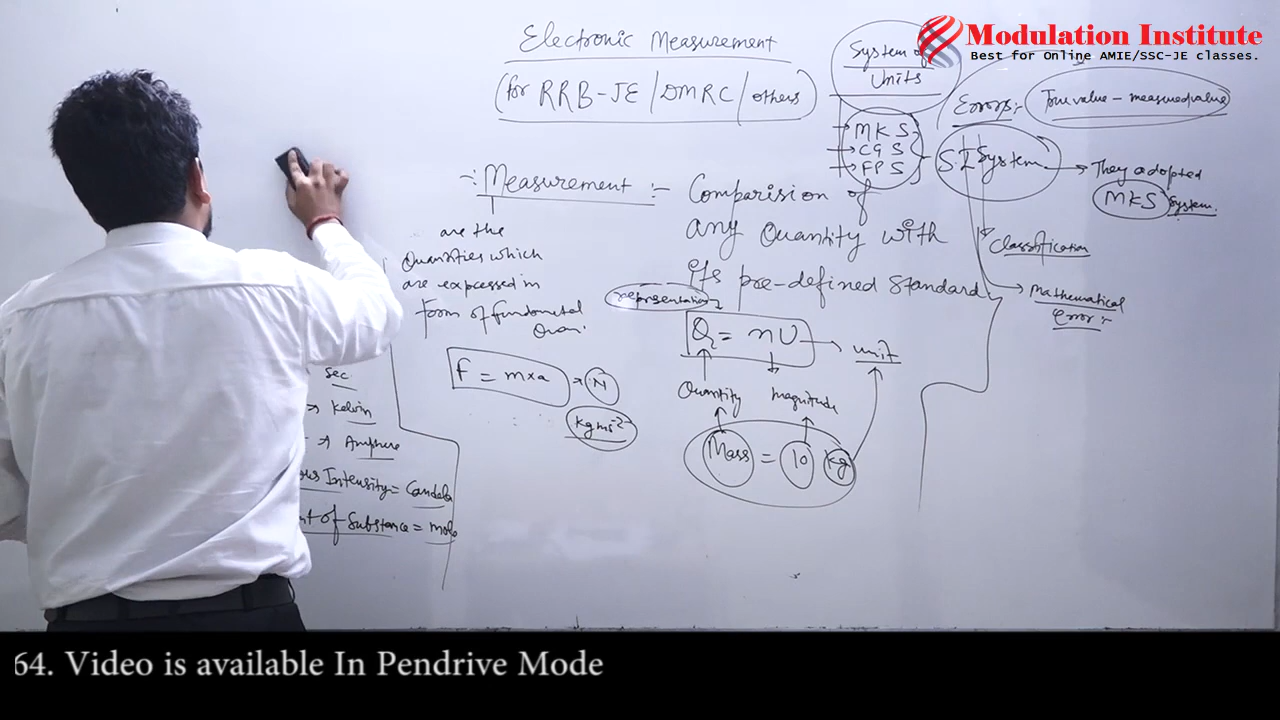 Modulation Institute
Best for Online AMIE/SSC-JE classes.
Electronic Measurement
(for RRB-JE/DMRC/others)
System of
Units
MKS
CGS
FPS
S.I System
They adopted
MKS System.
Errors:-
True value - measured value
Classification
Mathematical
Error:-
:- Measurement :- Comparision of
any Quantity with
its pre-defined Standard
are the
Quantities which
are expessed in
form of fundamental
Quan.
F = m×a
N
kgms-2
representation
Q = nU
unit
Quantity
magnitude
Mass = 10 kg
Sec.
Kelvin
Amphere
Intensity = Candela
of Substance = mole
64. Video is available In Pendrive Mode